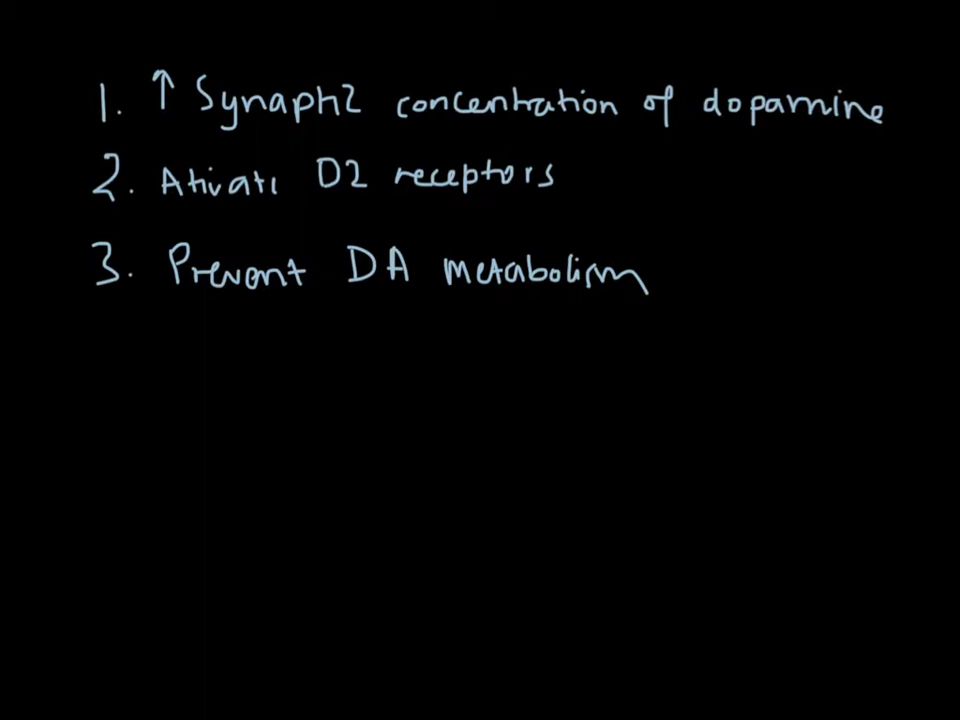 1. ↑ Synaptic concentration of dopamine
2. Ativate D2 receptors
3. Prevent DA metabolism